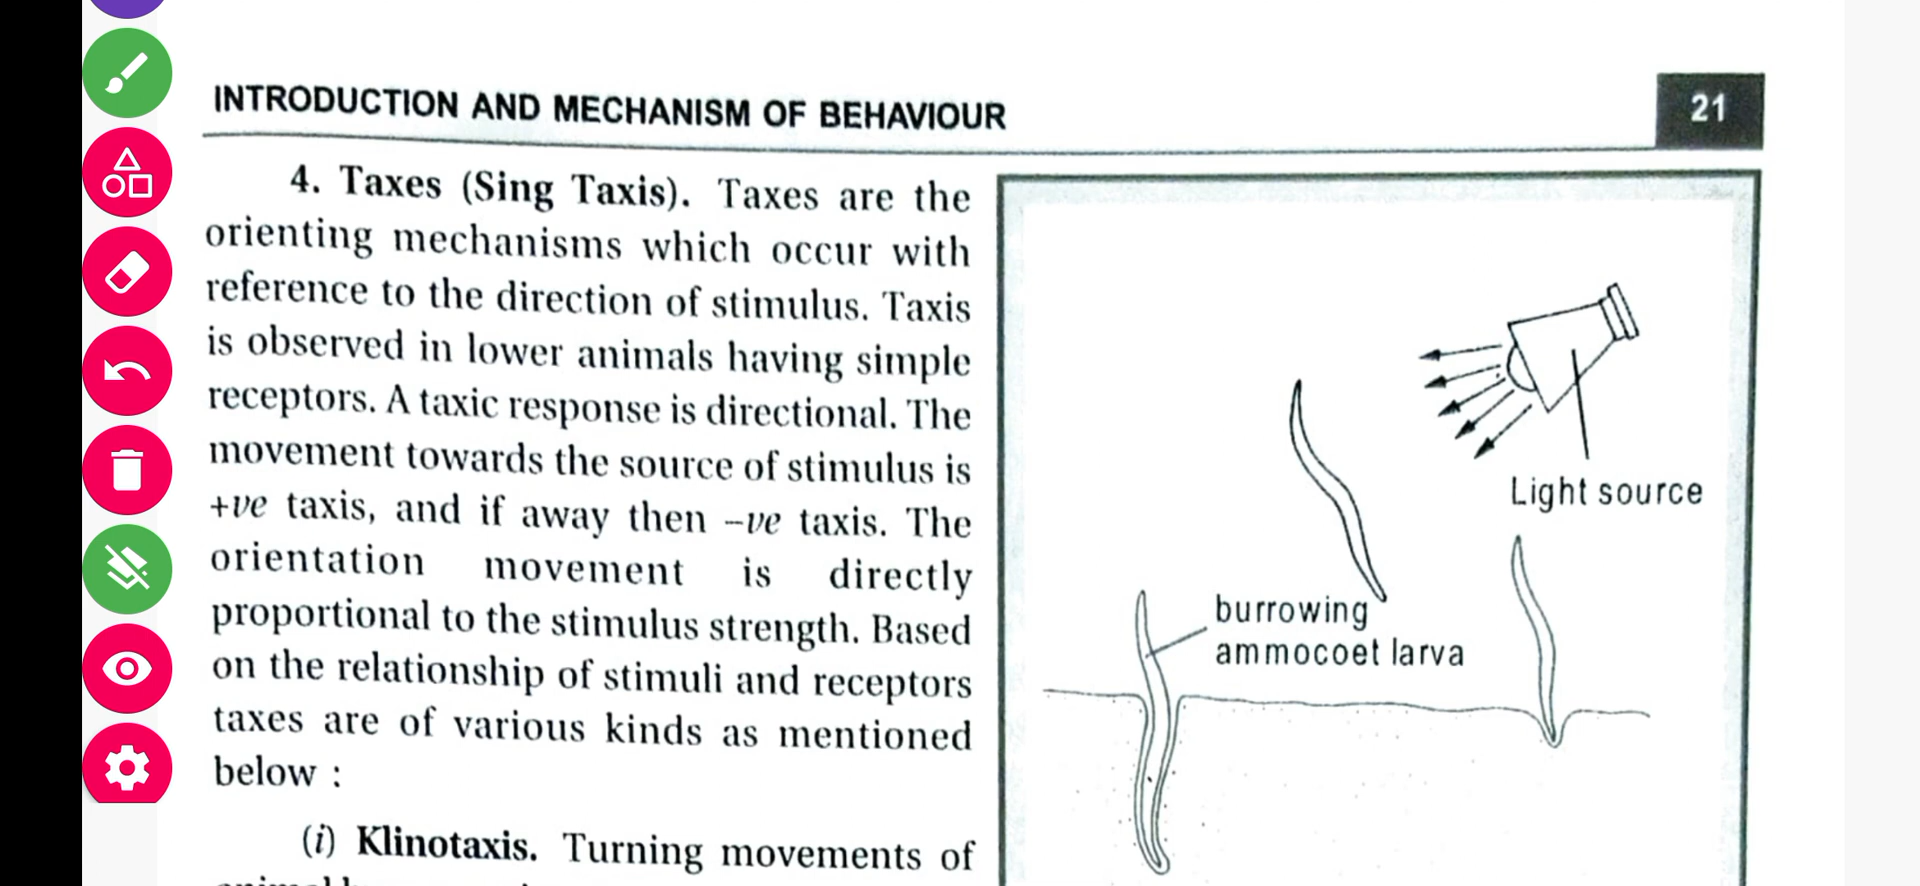 INTRODUCTION AND MECHANISM OF BEHAVIOUR
21
4. Taxes (Sing Taxis). Taxes are the
orienting mechanisms which occur with
reference to the direction of stimulus. Taxis
is observed in lower animals having simple
receptors. A taxic response is directional. The
movement towards the source of stimulus is
+ve taxis, and if away then –ve taxis. The
orientation movement is directly
proportional to the stimulus strength. Based
on the relationship of stimuli and receptors
taxes are of various kinds as mentioned
below :
(i) Klinotaxis. Turning movements of
Light source
burrowing
ammocoet larva